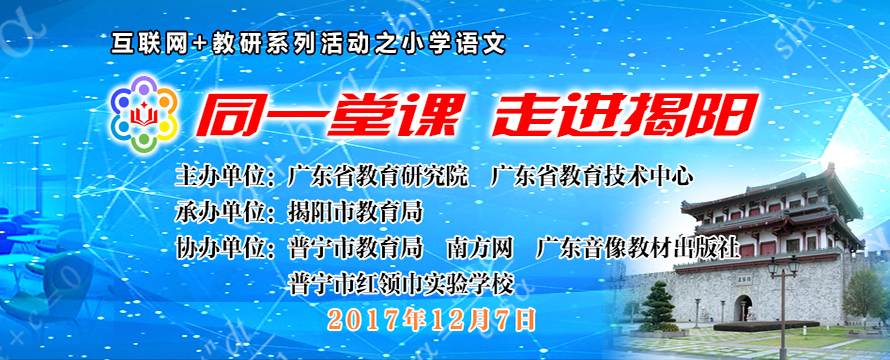 互联网+教研系列活动之小学语文
同一堂课 走进揭阳
主办单位：广东省教育研究院 广东省教育技术中心
承办单位：揭阳市教育局
协办单位：普宁市教育局 南方网 广东音像教材出版社
普宁市红领巾实验学校
2017年12月7日